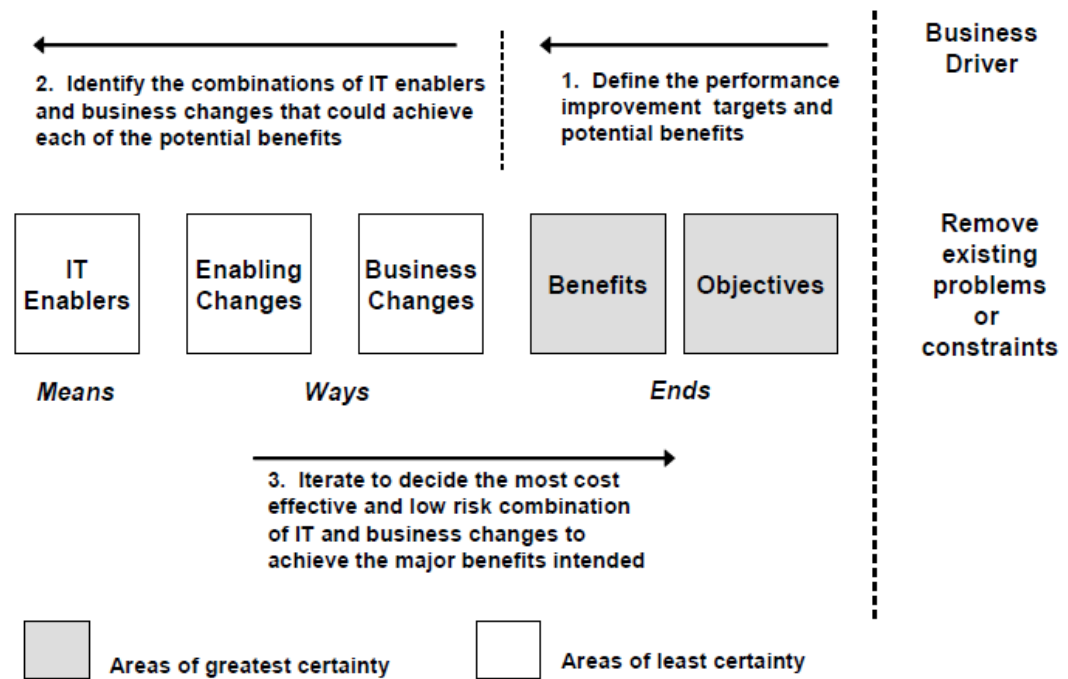 2. Identify the combinations of IT enablers
and business changes that could achieve
each of the potential benefits
1. Define the performance
improvement targets and
potential benefits
Business
Driver
IT
Enablers
Enabling
Changes
Business
Changes
Benefits
Objectives
Remove
existing
problems
or
constraints
Means
Ways
Ends
3. Iterate to decide the most cost
effective and low risk combination
of IT and business changes to
achieve the major benefits intended
Areas of greatest certainty
Areas of least certainty